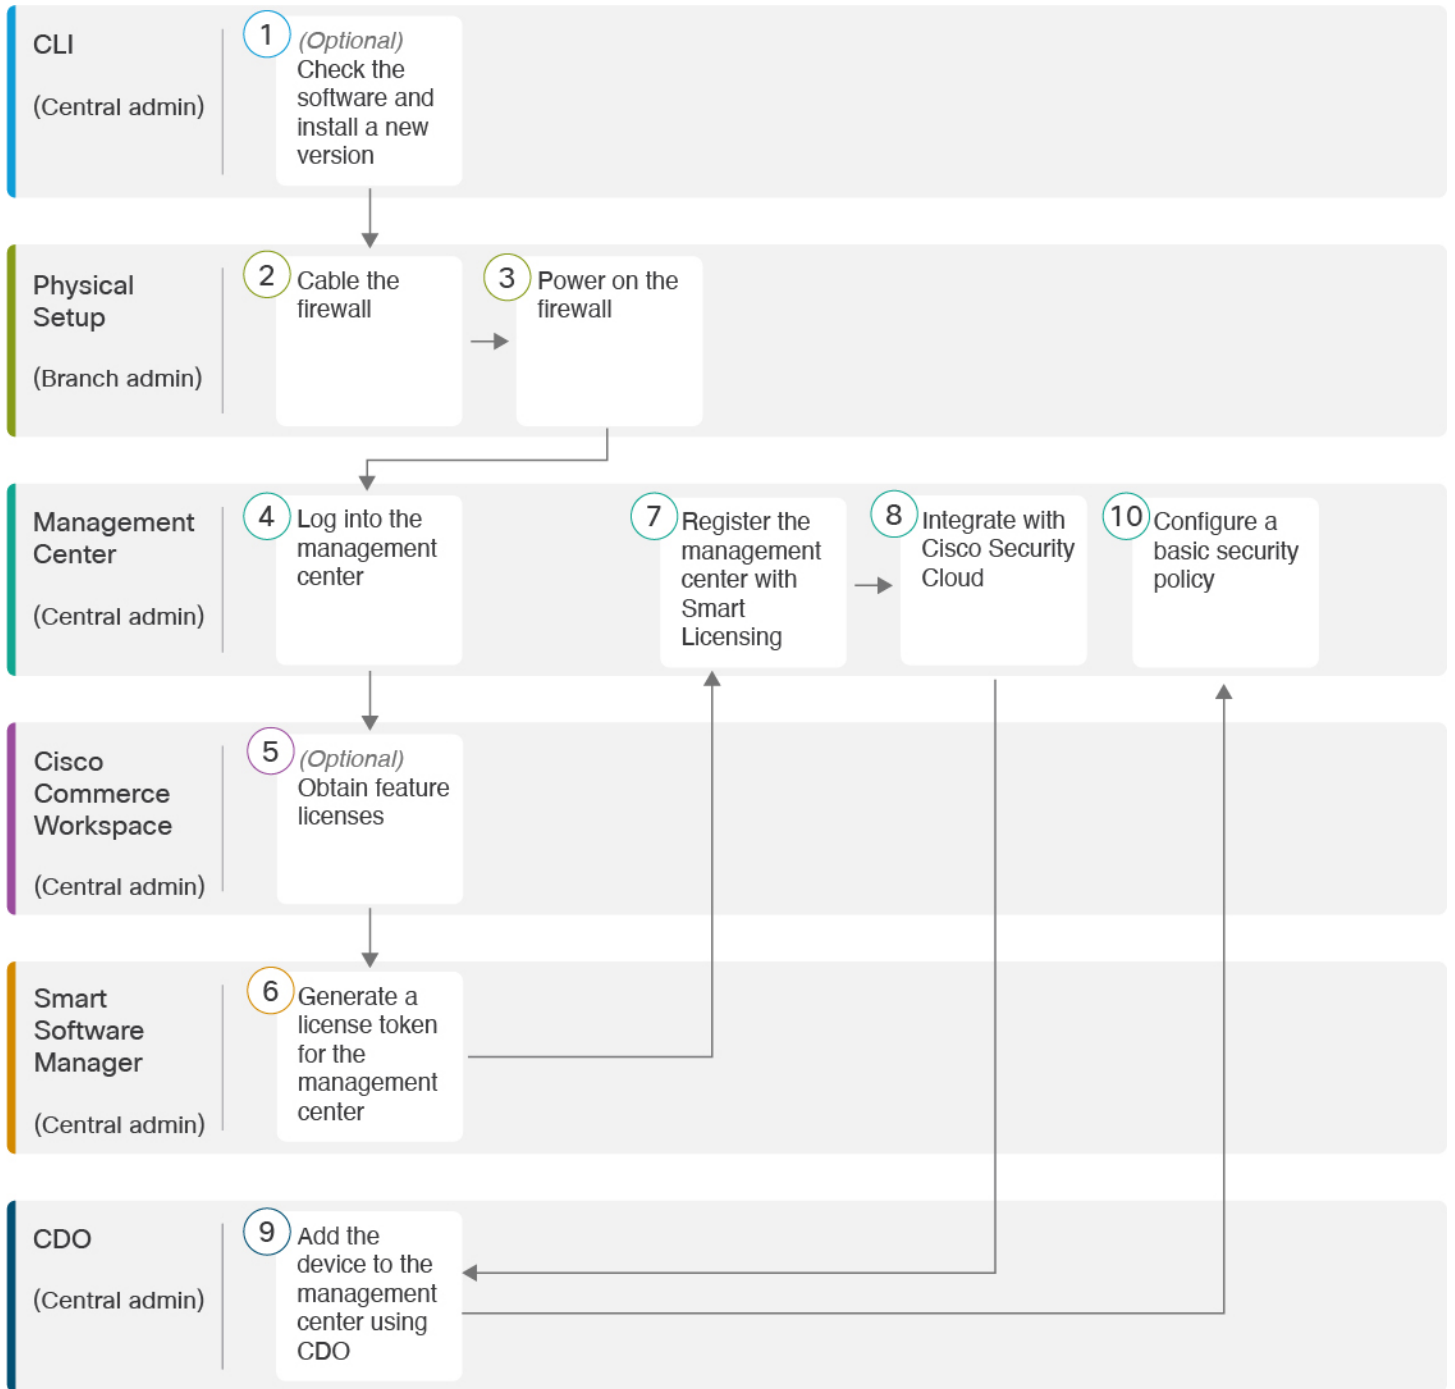 CLI
(Central admin)
1
(Optional)
Check the
software and
install a new
version
Physical
Setup
(Branch admin)
2
Cable the
firewall
3
Power on the
firewall
Management
Center
(Central admin)
4
Log into the
management
center
7
Register the
management
center with
Smart
Licensing
8
Integrate with
Cisco Security
Cloud
10
Configure a
basic security
policy
Cisco
Commerce
Workspace
(Central admin)
5
(Optional)
Obtain feature
licenses
Smart
Software
Manager
(Central admin)
6
Generate a
license token
for the
management
center
CDO
(Central admin)
9
Add the
device to the
management
center using
CDO